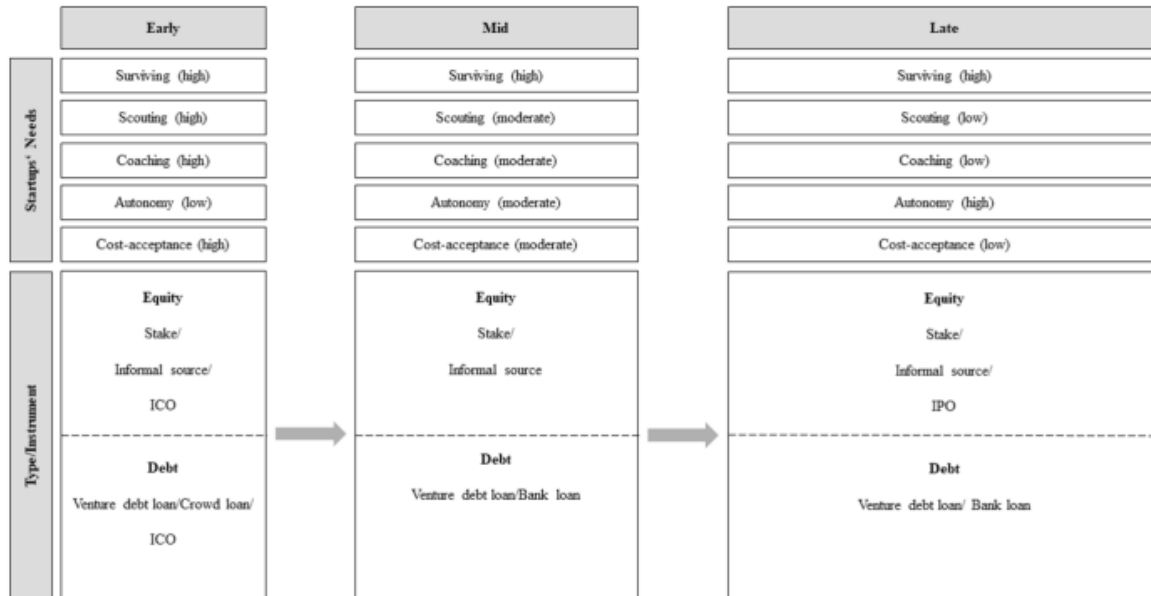 Early
Mid
Late
Startups' Needs
Surviving (high)
Surviving (high)
Surviving (high)
Scouting (high)
Scouting (moderate)
Scouting (low)
Coaching (high)
Coaching (moderate)
Coaching (low)
Autonomy (low)
Autonomy (moderate)
Autonomy (high)
Cost-acceptance (high)
Cost-acceptance (moderate)
Cost-acceptance (low)
Type/Instrument
Equity
Stake/
Informal source/
ICO
Debt
Venture debt loan/Crowd loan/
ICO
Equity
Stake/
Informal source
Debt
Venture debt loan/Bank loan
Equity
Stake/
Informal source/
IPO
Debt
Venture debt loan/ Bank loan